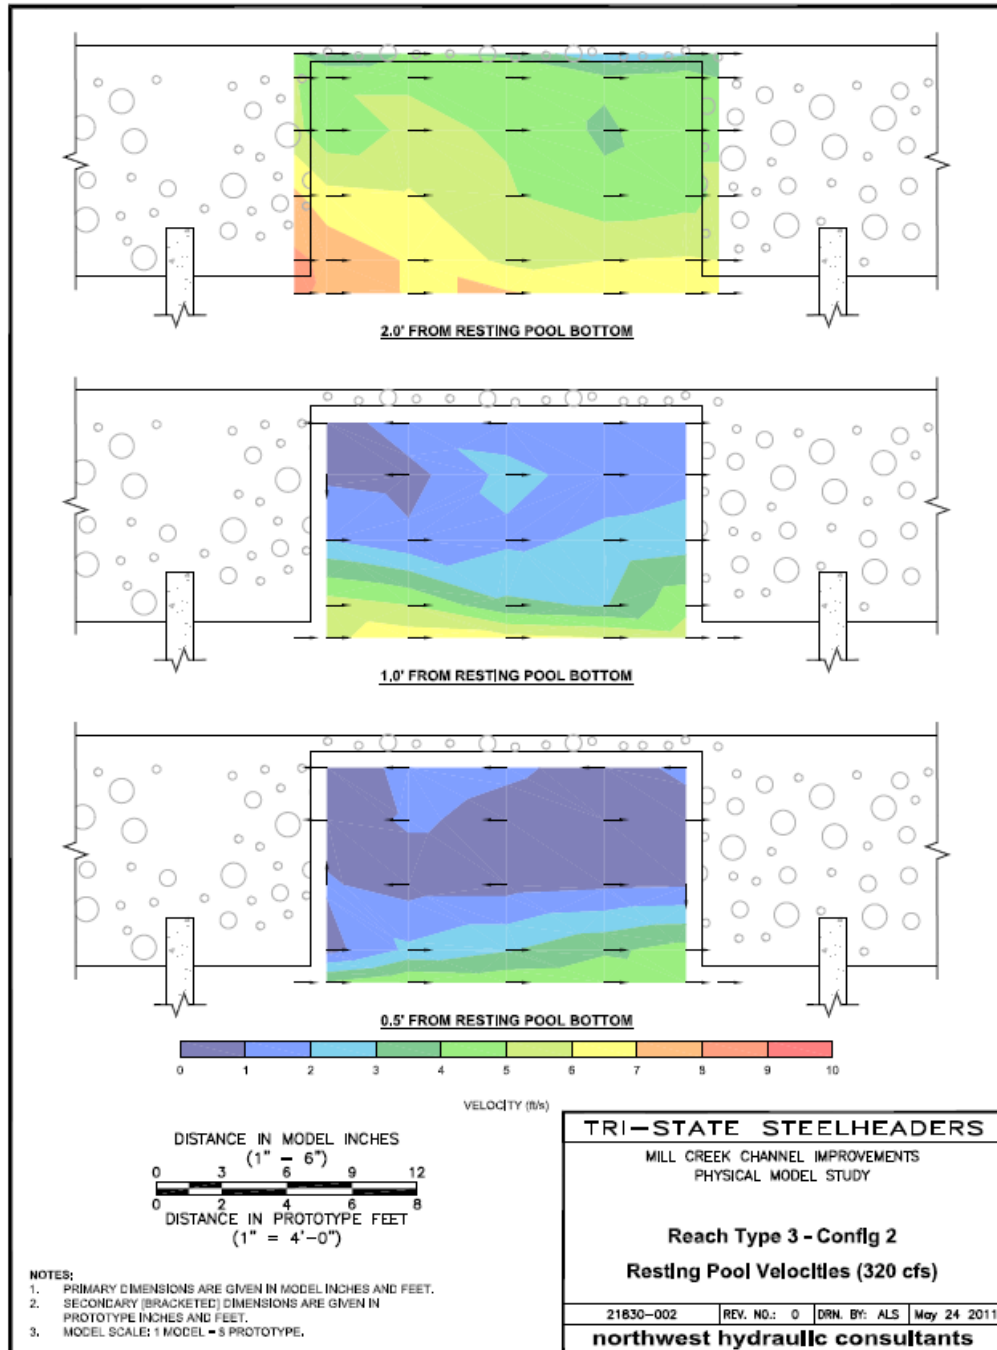 2.0' FROM RESTING POOL BOTTOM
1.0' FROM RESTING POOL BOTTOM
0.5' FROM RESTING POOL BOTTOM
0 1 2 3 4 5 6 7 8 9 10
VELOCITY (ft/s)
DISTANCE IN MODEL INCHES
(1" - 6")
0 3 6 9 12
0 2 4 6 8
DISTANCE IN PROTOTYPE FEET
(1" = 4'-0")
NOTES:
1. PRIMARY DIMENSIONS ARE GIVEN IN MODEL INCHES AND FEET.
2. SECONDARY (BRACKETED) DIMENSIONS ARE GIVEN IN
PROTOTYPE INCHES AND FEET.
3. MODEL SCALE: 1 MODEL = 8 PROTOTYPE.
TRI-STATE STEELHEADERS
MILL CREEK CHANNEL IMPROVEMENTS
PHYSICAL MODEL STUDY
Reach Type 3 - Config 2
Resting Pool Velocities (320 cfs)
21830-002 REV. NO.: 0 DRN. BY: ALS May 24 2011
northwest hydraulic consultants